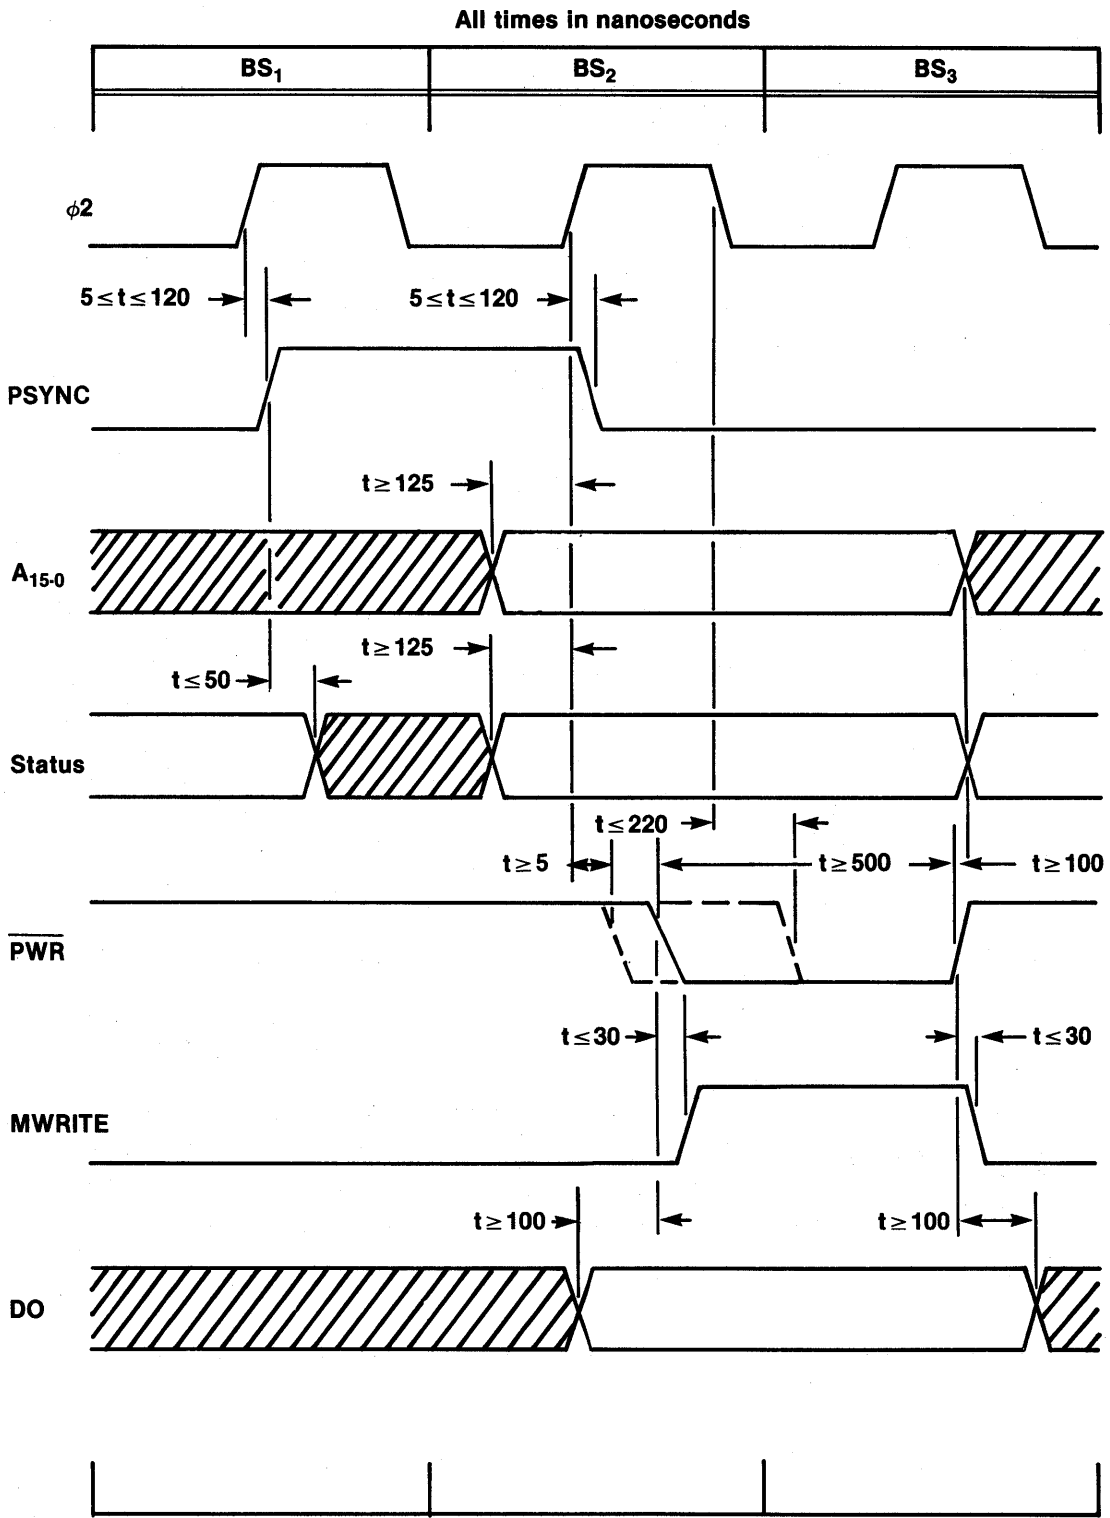 All times in nanoseconds
BS₁ BS₂ BS₃
ϕ2
5≤t≤120 5≤t≤120
PSYNC
t≥125
A₁₅₋₀
t≥125
t≤50
Status
t≤220
t≥5 t≥500 t≥100
P̅W̅R̅
t≤30 t≤30
MWRITE
t≥100 t≥100
DO